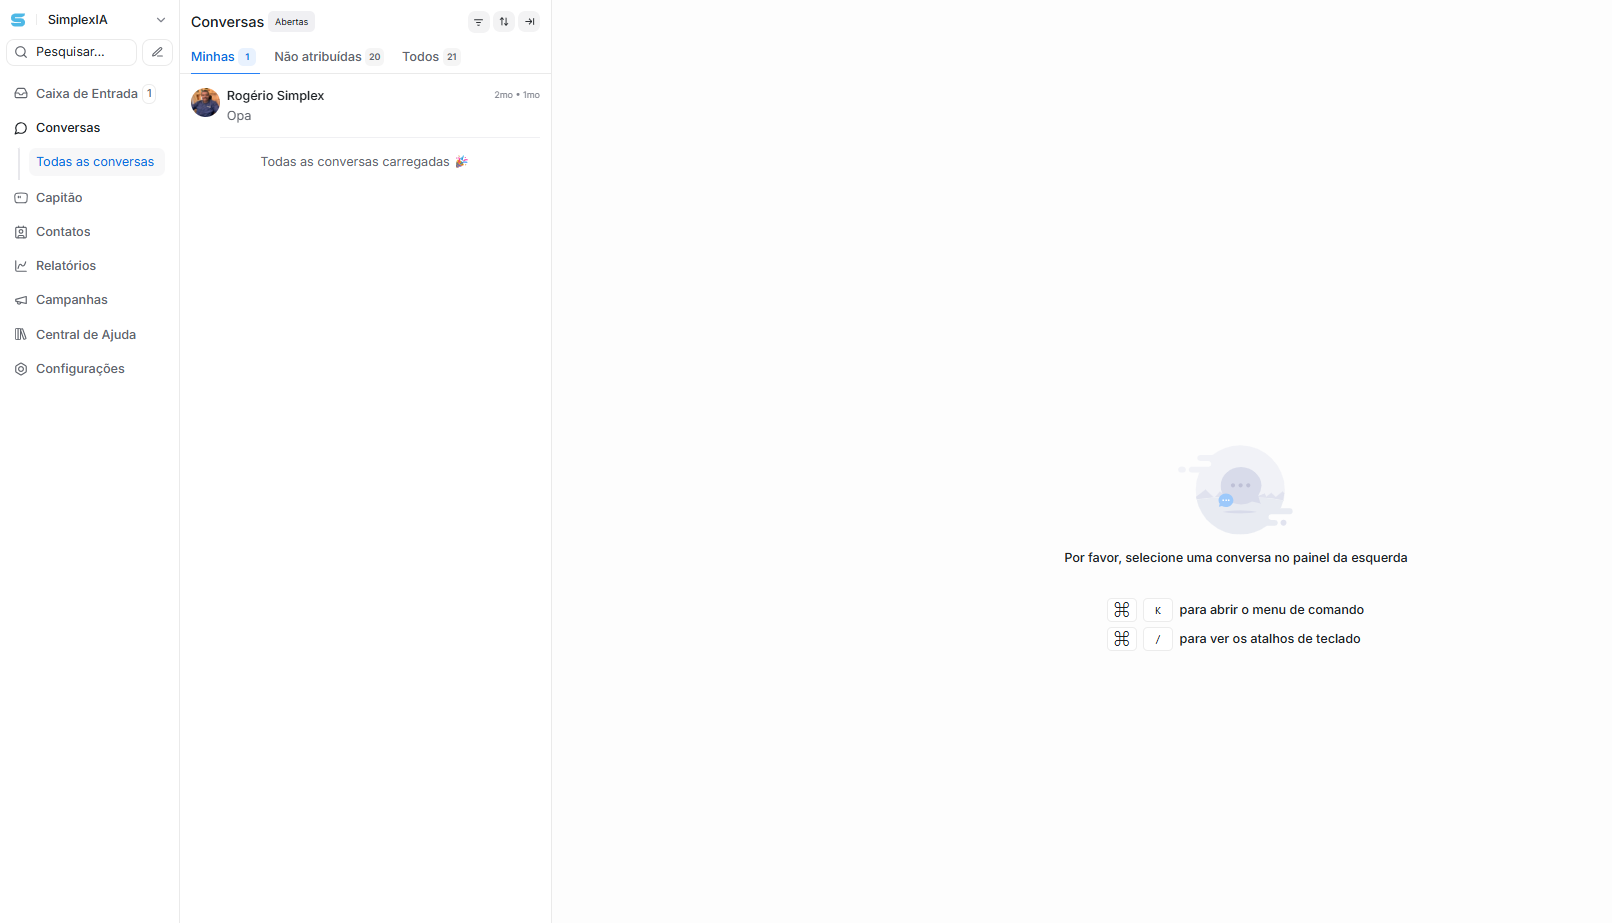 SimplexIA
Pesquisar...
Caixa de Entrada 1
Conversas
Todas as conversas
Capitão
Contatos
Relatórios
Campanhas
Central de Ajuda
Configurações
Conversas Abertas
Minhas 1 Não atribuídas 20 Todos 21
Rogério Simplex 2mo • 1mo
Opa
Todas as conversas carregadas 🎉
Por favor, selecione uma conversa no painel da esquerda
⌘ K para abrir o menu de comando
⌘ / para ver os atalhos de teclado